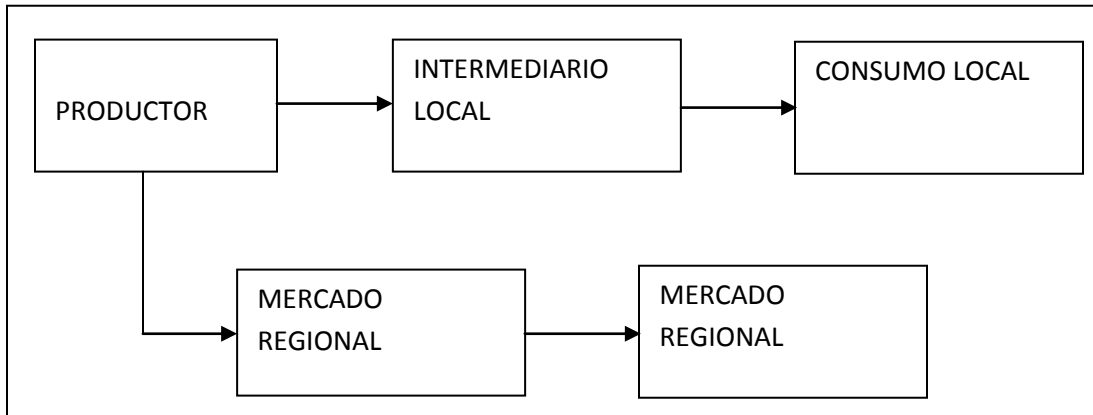 PRODUCTOR
INTERMEDIARIO
LOCAL
CONSUMO LOCAL
MERCADO
REGIONAL
MERCADO
REGIONAL